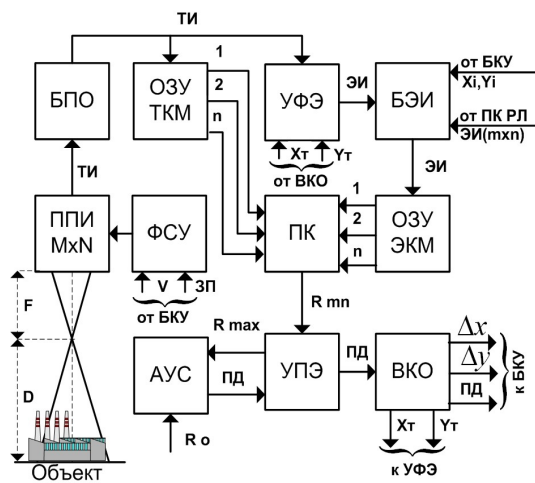 ТИ
БПО
ОЗУ
ТКМ
1
2
n
УФЭ
ЭИ
БЭИ
от БКУ
Xi,Yi
от ПК РЛ
ЭИ(mxn)
Xт
Yт
от ВКО
ТИ
ЭИ
ППИ
MxN
ФСУ
ПК
1
2
n
ОЗУ
ЭКМ
V
ЗП
от БКУ
F
R mn
D
АУС
R max
ПД
УПЭ
ПД
ВКО
Δx
Δy
ПД
к БКУ
R o
Xт
Yт
к УФЭ
Объект